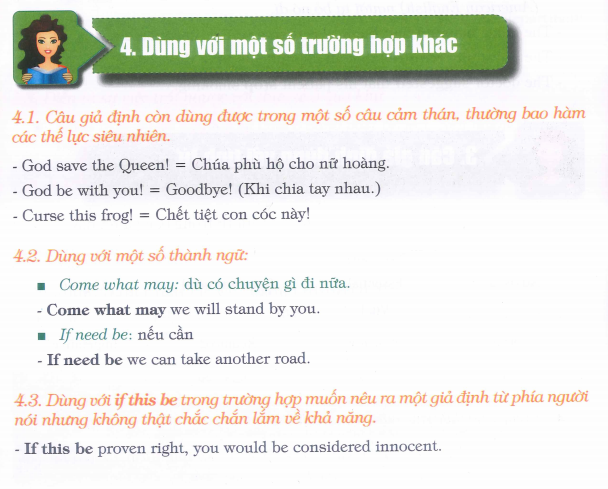 4. Dùng với một số trường hợp khác
4.1. Câu giả định còn dùng được trong một số câu cảm thán, thường bao hàm
các thế lực siêu nhiên.
- God save the Queen! = Chúa phù hộ cho nữ hoàng.
- God be with you! = Goodbye! (Khi chia tay nhau.)
- Curse this frog! = Chết tiệt con cóc này!
4.2. Dùng với một số thành ngữ:
▪ Come what may: dù có chuyện gì đi nữa.
- Come what may we will stand by you.
▪ If need be: nếu cần
- If need be we can take another road.
4.3. Dùng với if this be trong trường hợp muốn nêu ra một giả định từ phía người
nói nhưng không thật chắc chắn lắm về khả năng.
- If this be proven right, you would be considered innocent.